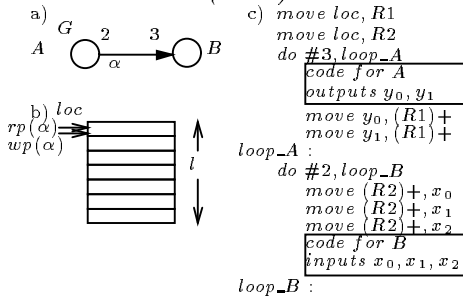 a)
G
A 2 3 B
α
b) loc
rp(α)
wp(α)
l
c) move loc, R1
move loc, R2
do #3, loop_A
code for A
outputs y₀, y₁
move y₀, (R1)+
move y₁, (R1)+
loop_A :
do #2, loop_B
move (R2)+, x₀
move (R2)+, x₁
move (R2)+, x₂
code for B
inputs x₀, x₁, x₂
loop_B :